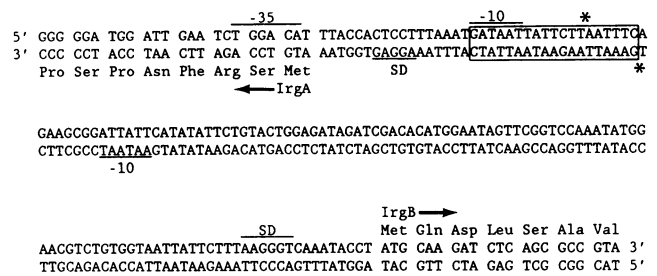 -35 -10 *
5' GGG GGA TGG ATT GAA TCT GGA CAT TTACCACTCCTTTAAATGATAATTATTCTTAATTTCA
3' CCC CCT ACC TAA CTT AGA CCT GTA AATGGTGAGGAAATTTACTATTAATAAGAATTAAAGT
Pro Ser Pro Asn Phe Arg Ser Met SD *
IrgA
GAAGCGGATTATTCATATATTCTGTACTGGAGATAGATCGACACATGGAATAGTTCGGTCCAAATATGG
CTTCGCCTAATAAGTATATAAGACATGACCTCTATCTAGCTGTGTACCTTATCAAGCCAGGTTTATACC
-10
IrgB
SD Met Gln Asp Leu Ser Ala Val
AACGTCTGTGGTAATTATTCTTTAAGGGTCAAATACCT ATG CAA GAT CTC AGC GCC GTA 3'
TTGCAGACACCATTAATAAGAAATTCCCAGTTTATGGA TAC GTT CTA GAG TCG CGG CAT 5'